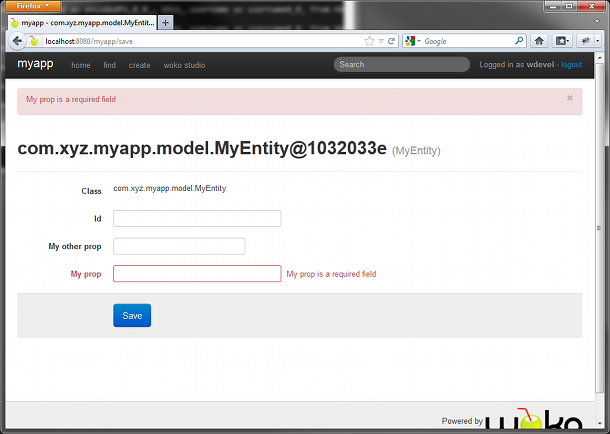 Firefox
myapp - com.xyz.myapp.model.MyEntit...
localhost:8080/myapp/save
Google
myapp home find create woko studio Search Logged in as wdevel - logout
My prop is a required field ×
com.xyz.myapp.model.MyEntity@1032033e (MyEntity)
Class com.xyz.myapp.model.MyEntity
Id
My other prop
My prop My prop is a required field
Save
Powered by woko